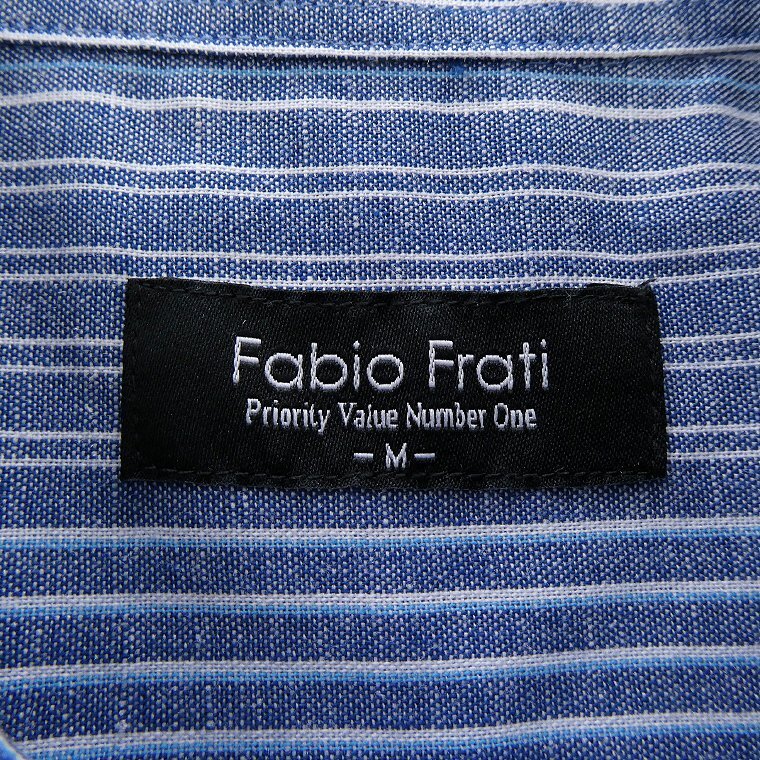 Fabio Frati
Priority Value Number One
- M -